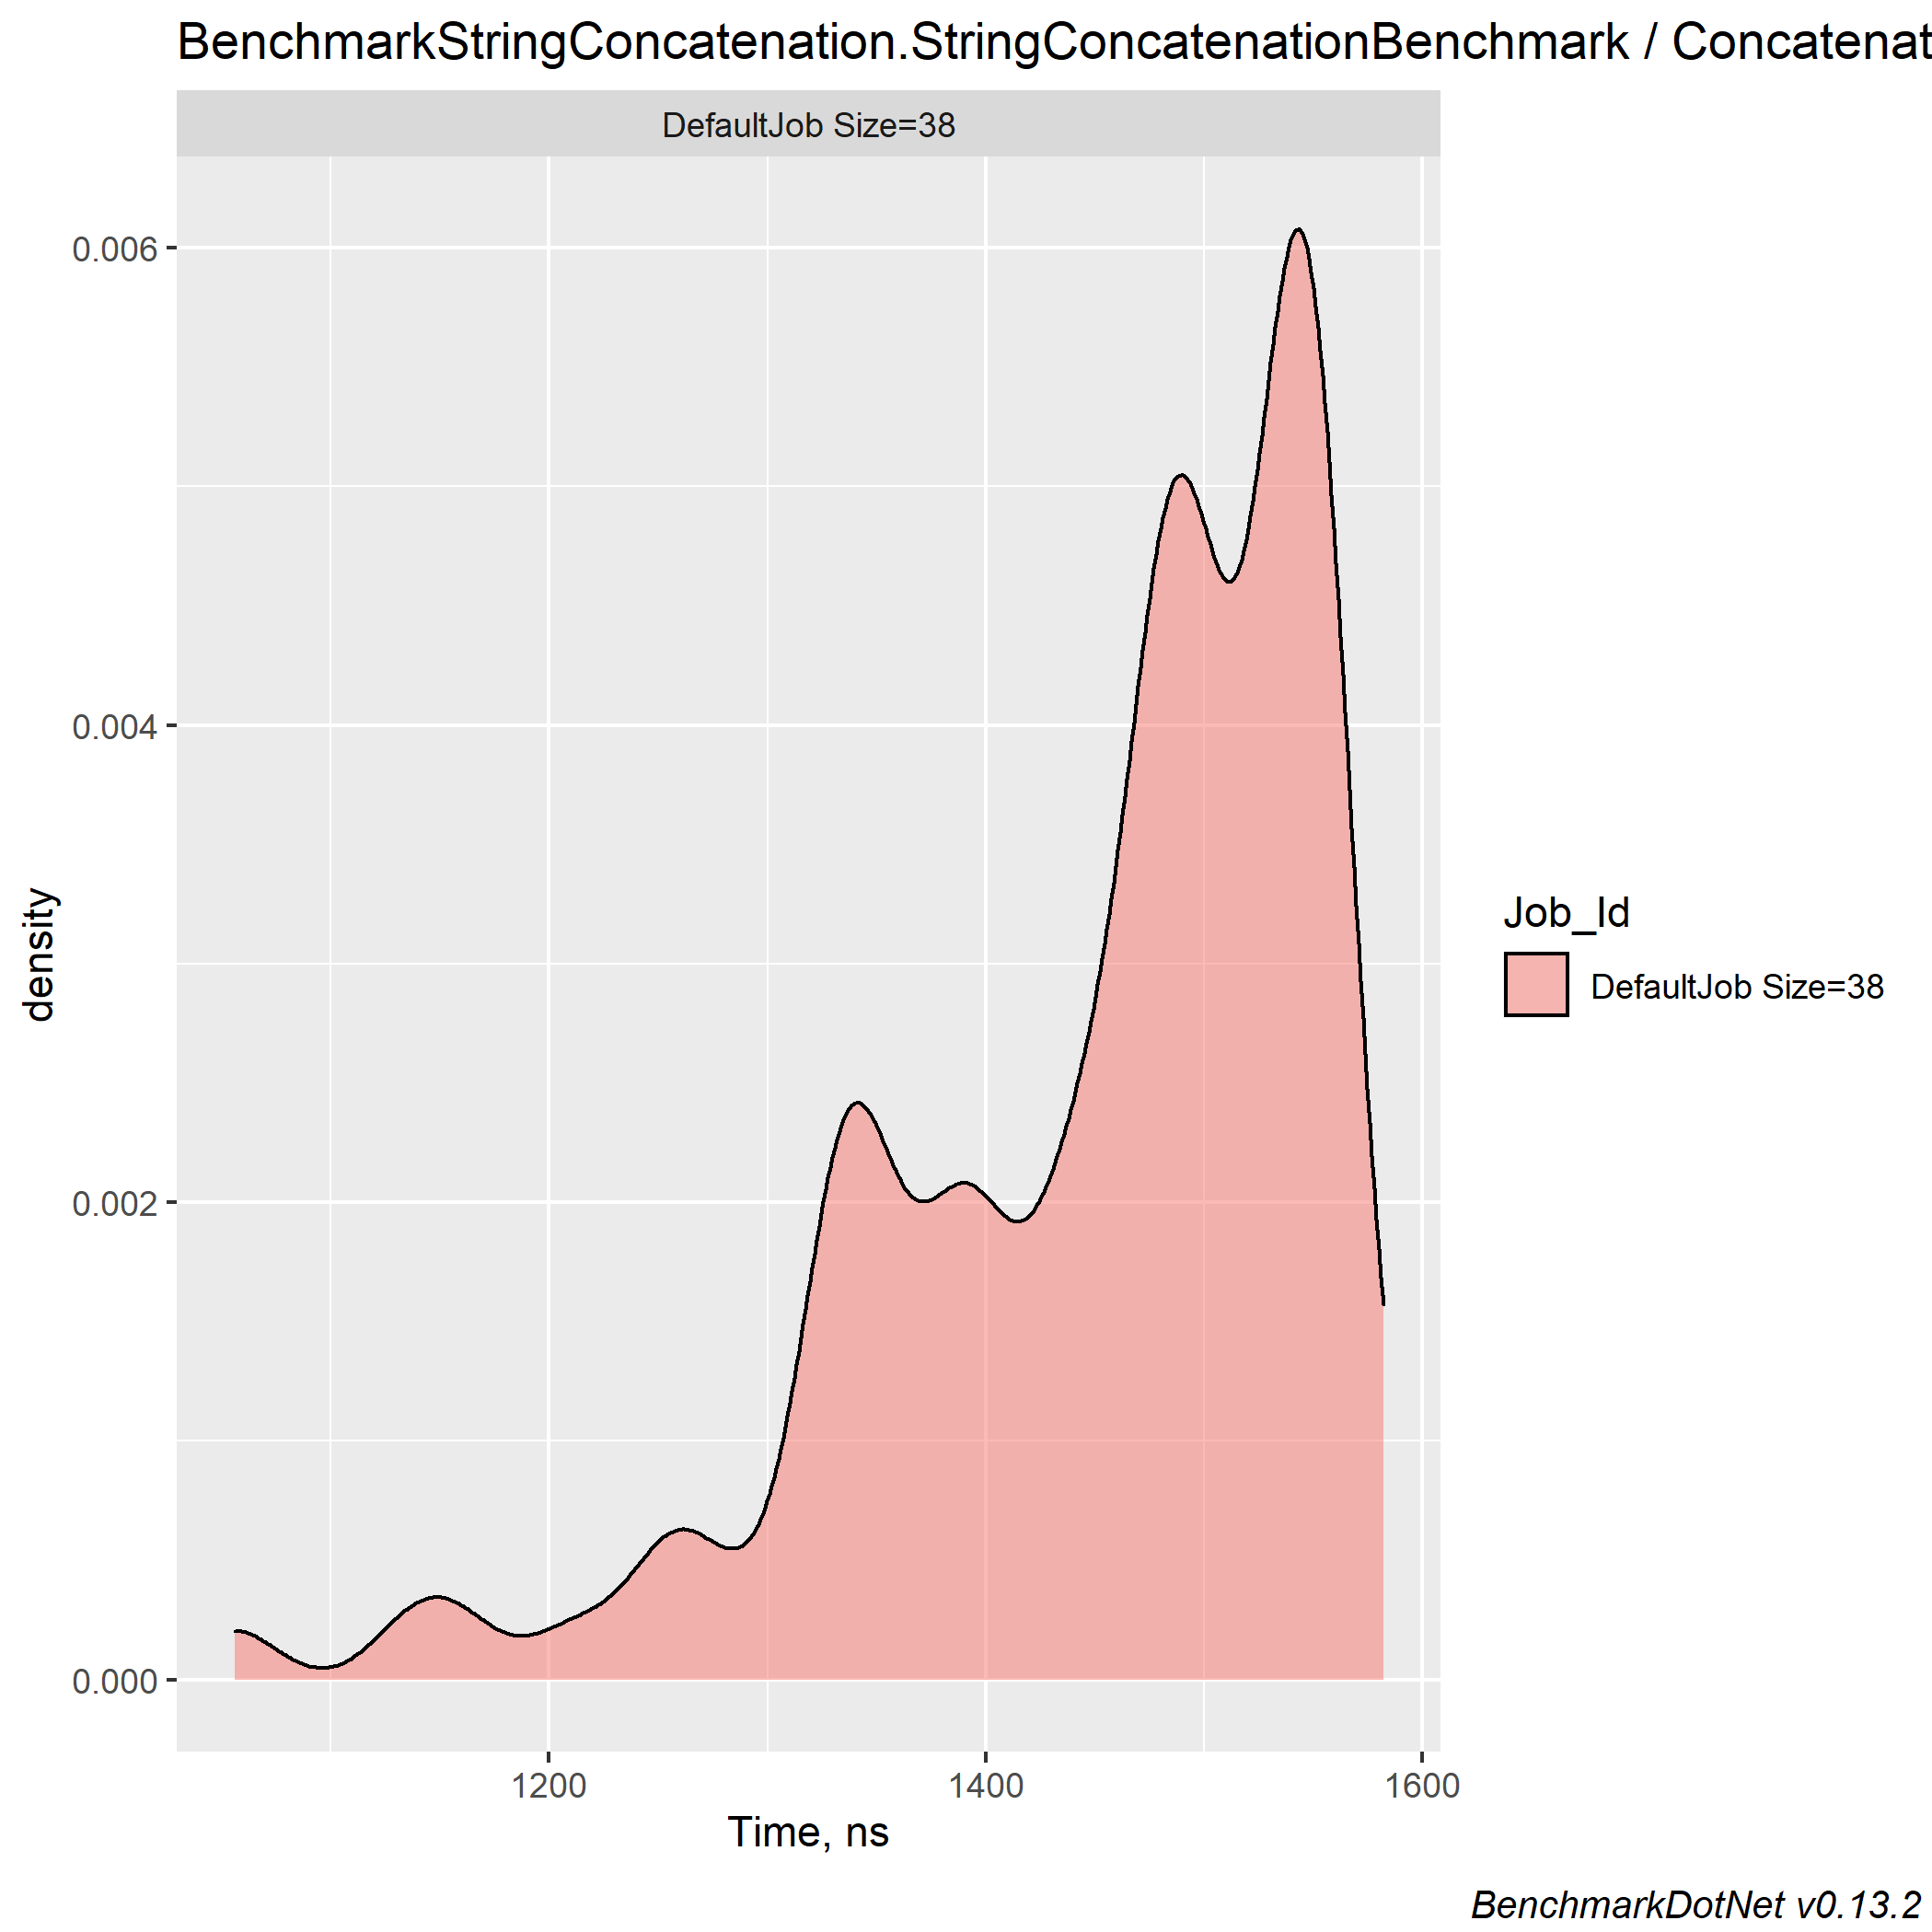 BenchmarkStringConcatenation.StringConcatenationBenchmark / Concatenat
DefaultJob Size=38
0.006
0.004
0.002
0.000
density
1200 1400 1600
Time, ns
Job_Id
DefaultJob Size=38
BenchmarkDotNet v0.13.2